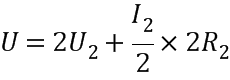 U = 2U₂ + I₂/2 × 2R₂